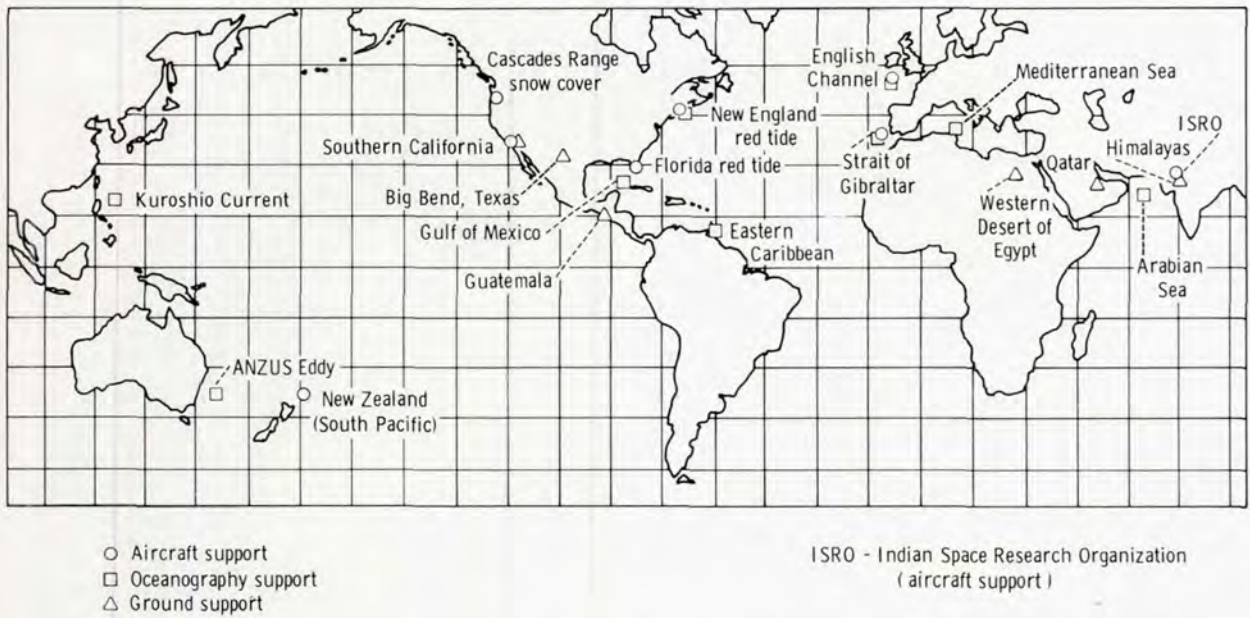 Cascades Range
snow cover
English
Channel
Mediterranean Sea
New England
red tide
ISRO
Himalayas
Southern California
Florida red tide
Strait of
Gibraltar
Qatar
Big Bend, Texas
Kuroshio Current
Western
Desert of
Egypt
Gulf of Mexico
Eastern
Caribbean
Guatemala
Arabian
Sea
ANZUS Eddy
New Zealand
(South Pacific)
Aircraft support
Oceanography support
Ground support
ISRO - Indian Space Research Organization
(aircraft support)